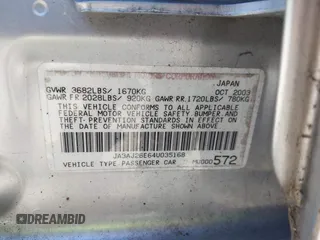 CORPORATION
JAPAN
GVWR 3682LBS/ 1670KG OCT 2003
GAWR FR 2028LBS/ 920KG GAWR RR 1720LBS/ 780KG
THIS VEHICLE CONFORMS TO ALL APPLICABLE
FEDERAL MOTOR VEHICLE SAFETY, BUMPER AND
THEFT-PREVENTION STANDARDS IN EFFECT ON THE
DATE OF MANUFACTURE SHOWN ABOVE.
JA3AJ26E64U035168
VEHICLE TYPE PASSENGER CAR MU000572
DREAMBID